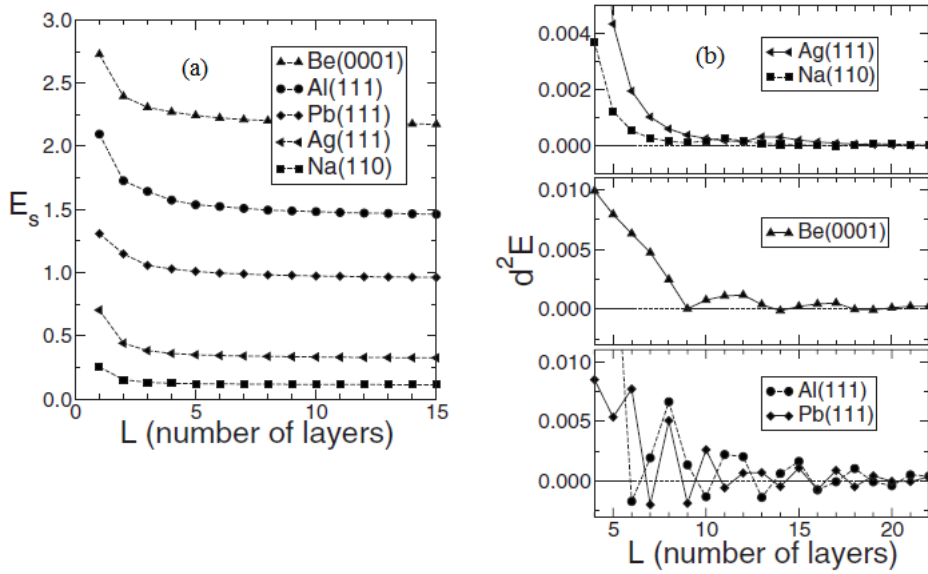 3.0
2.5
2.0
1.5
1.0
0.5
0.0
E_s
(a)
Be(0001)
Al(111)
Pb(111)
Ag(111)
Na(110)
0 5 10 15
L (number of layers)
0.004
0.002
0.000
(b)
Ag(111)
Na(110)
0.010
0.005
0.000
d²E
Be(0001)
0.010
0.005
0.000
Al(111)
Pb(111)
5 10 15 20
L (number of layers)